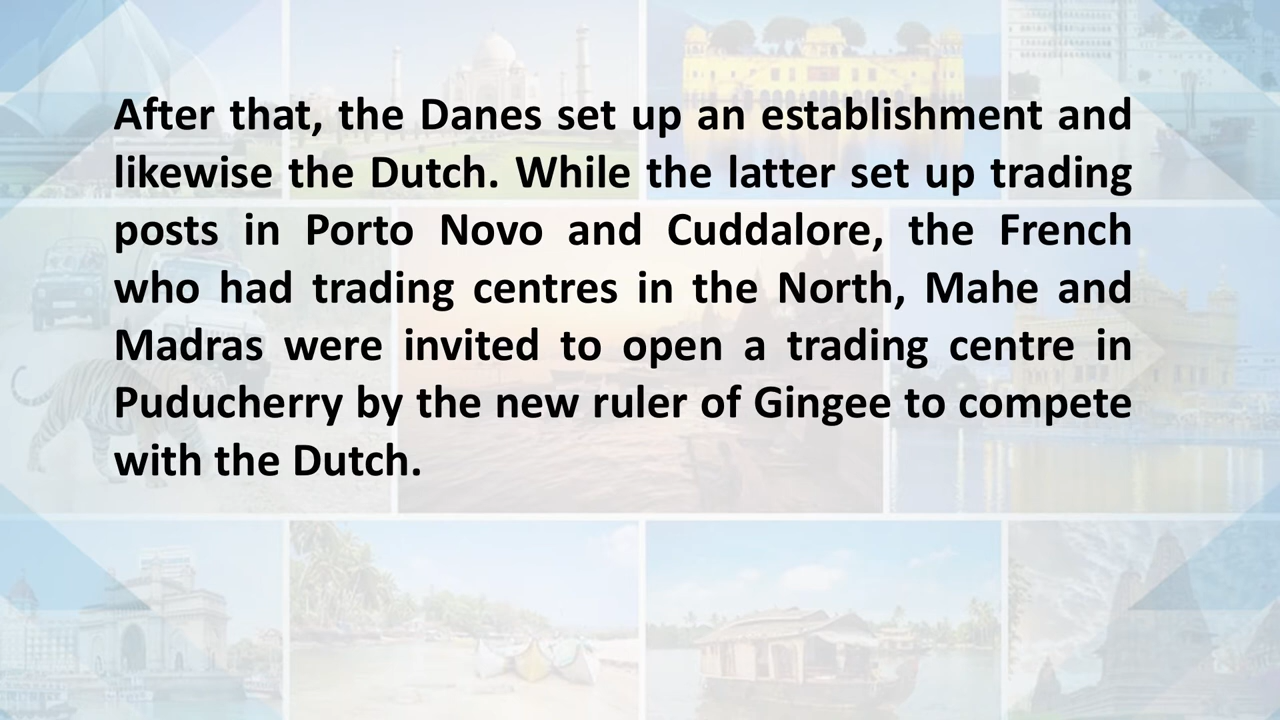 After that, the Danes set up an establishment and
likewise the Dutch. While the latter set up trading
posts in Porto Novo and Cuddalore, the French
who had trading centres in the North, Mahe and
Madras were invited to open a trading centre in
Puducherry by the new ruler of Gingee to compete
with the Dutch.